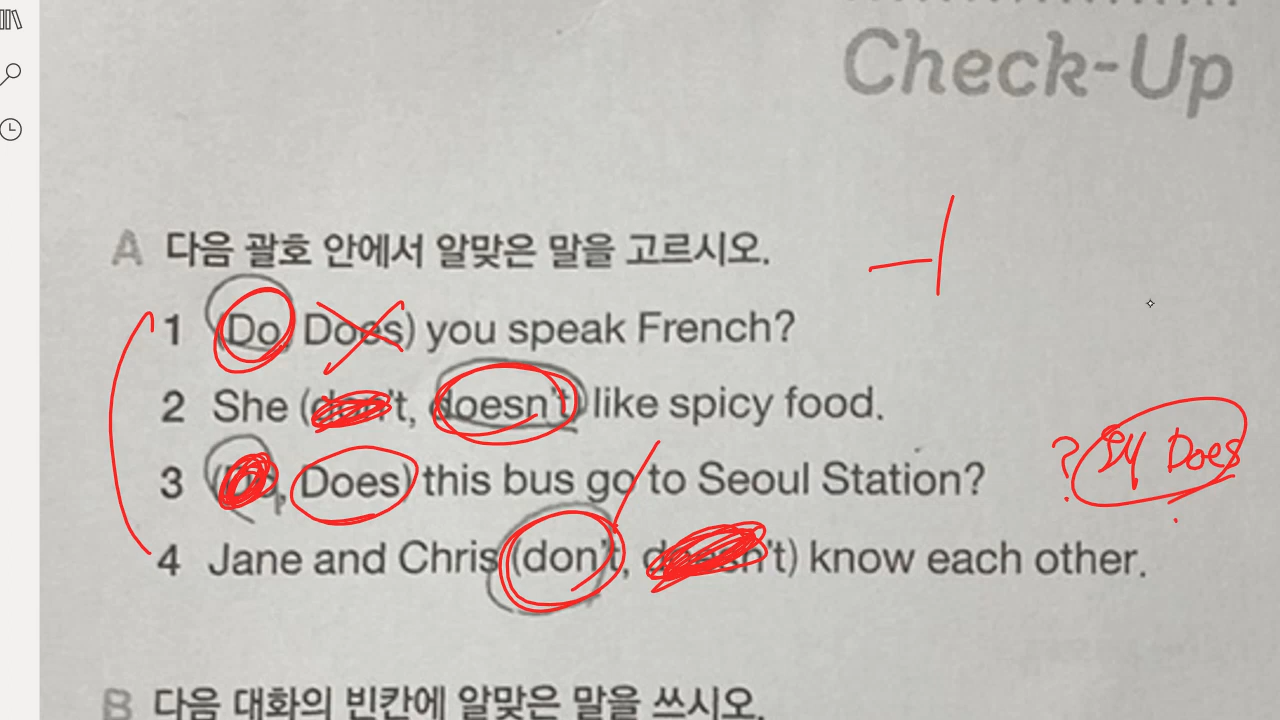 Check-Up
A 다음 괄호 안에서 알맞은 말을 고르시오.
-1
1 (Do, Does) you speak French?
2 She (don't, doesn't) like spicy food.
3 (Do, Does) this bus go to Seoul Station?
? Does
4 Jane and Chris (don't, doesn't) know each other.
B 다음 대화의 빈칸에 알맞은 말을 쓰시오.